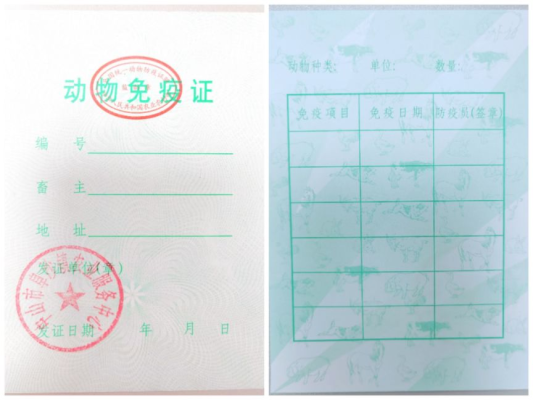 动物免疫证
编 号
畜 主
地 址
发证单位(章)
发证日期 年 月 日
动物种类: 单位: 数量:
免疫项目 免疫日期 防疫员(签章)